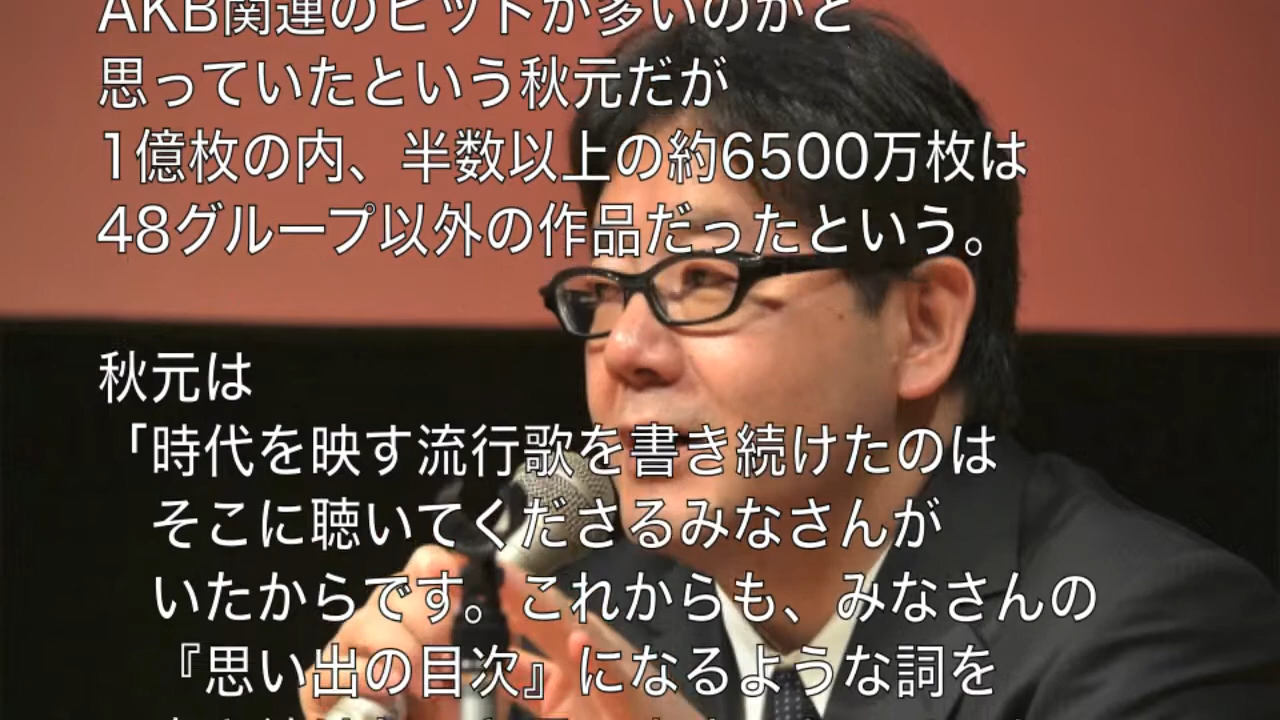 AKB関連のヒットが多いのかと
思っていたという秋元だが
1億枚の内、半数以上の約6500万枚は
48グループ以外の作品だったという。
秋元は
「時代を映す流行歌を書き続けたのは
そこに聴いてくださるみなさんが
いたからです。これからも、みなさんの
『思い出の目次』になるような詞を